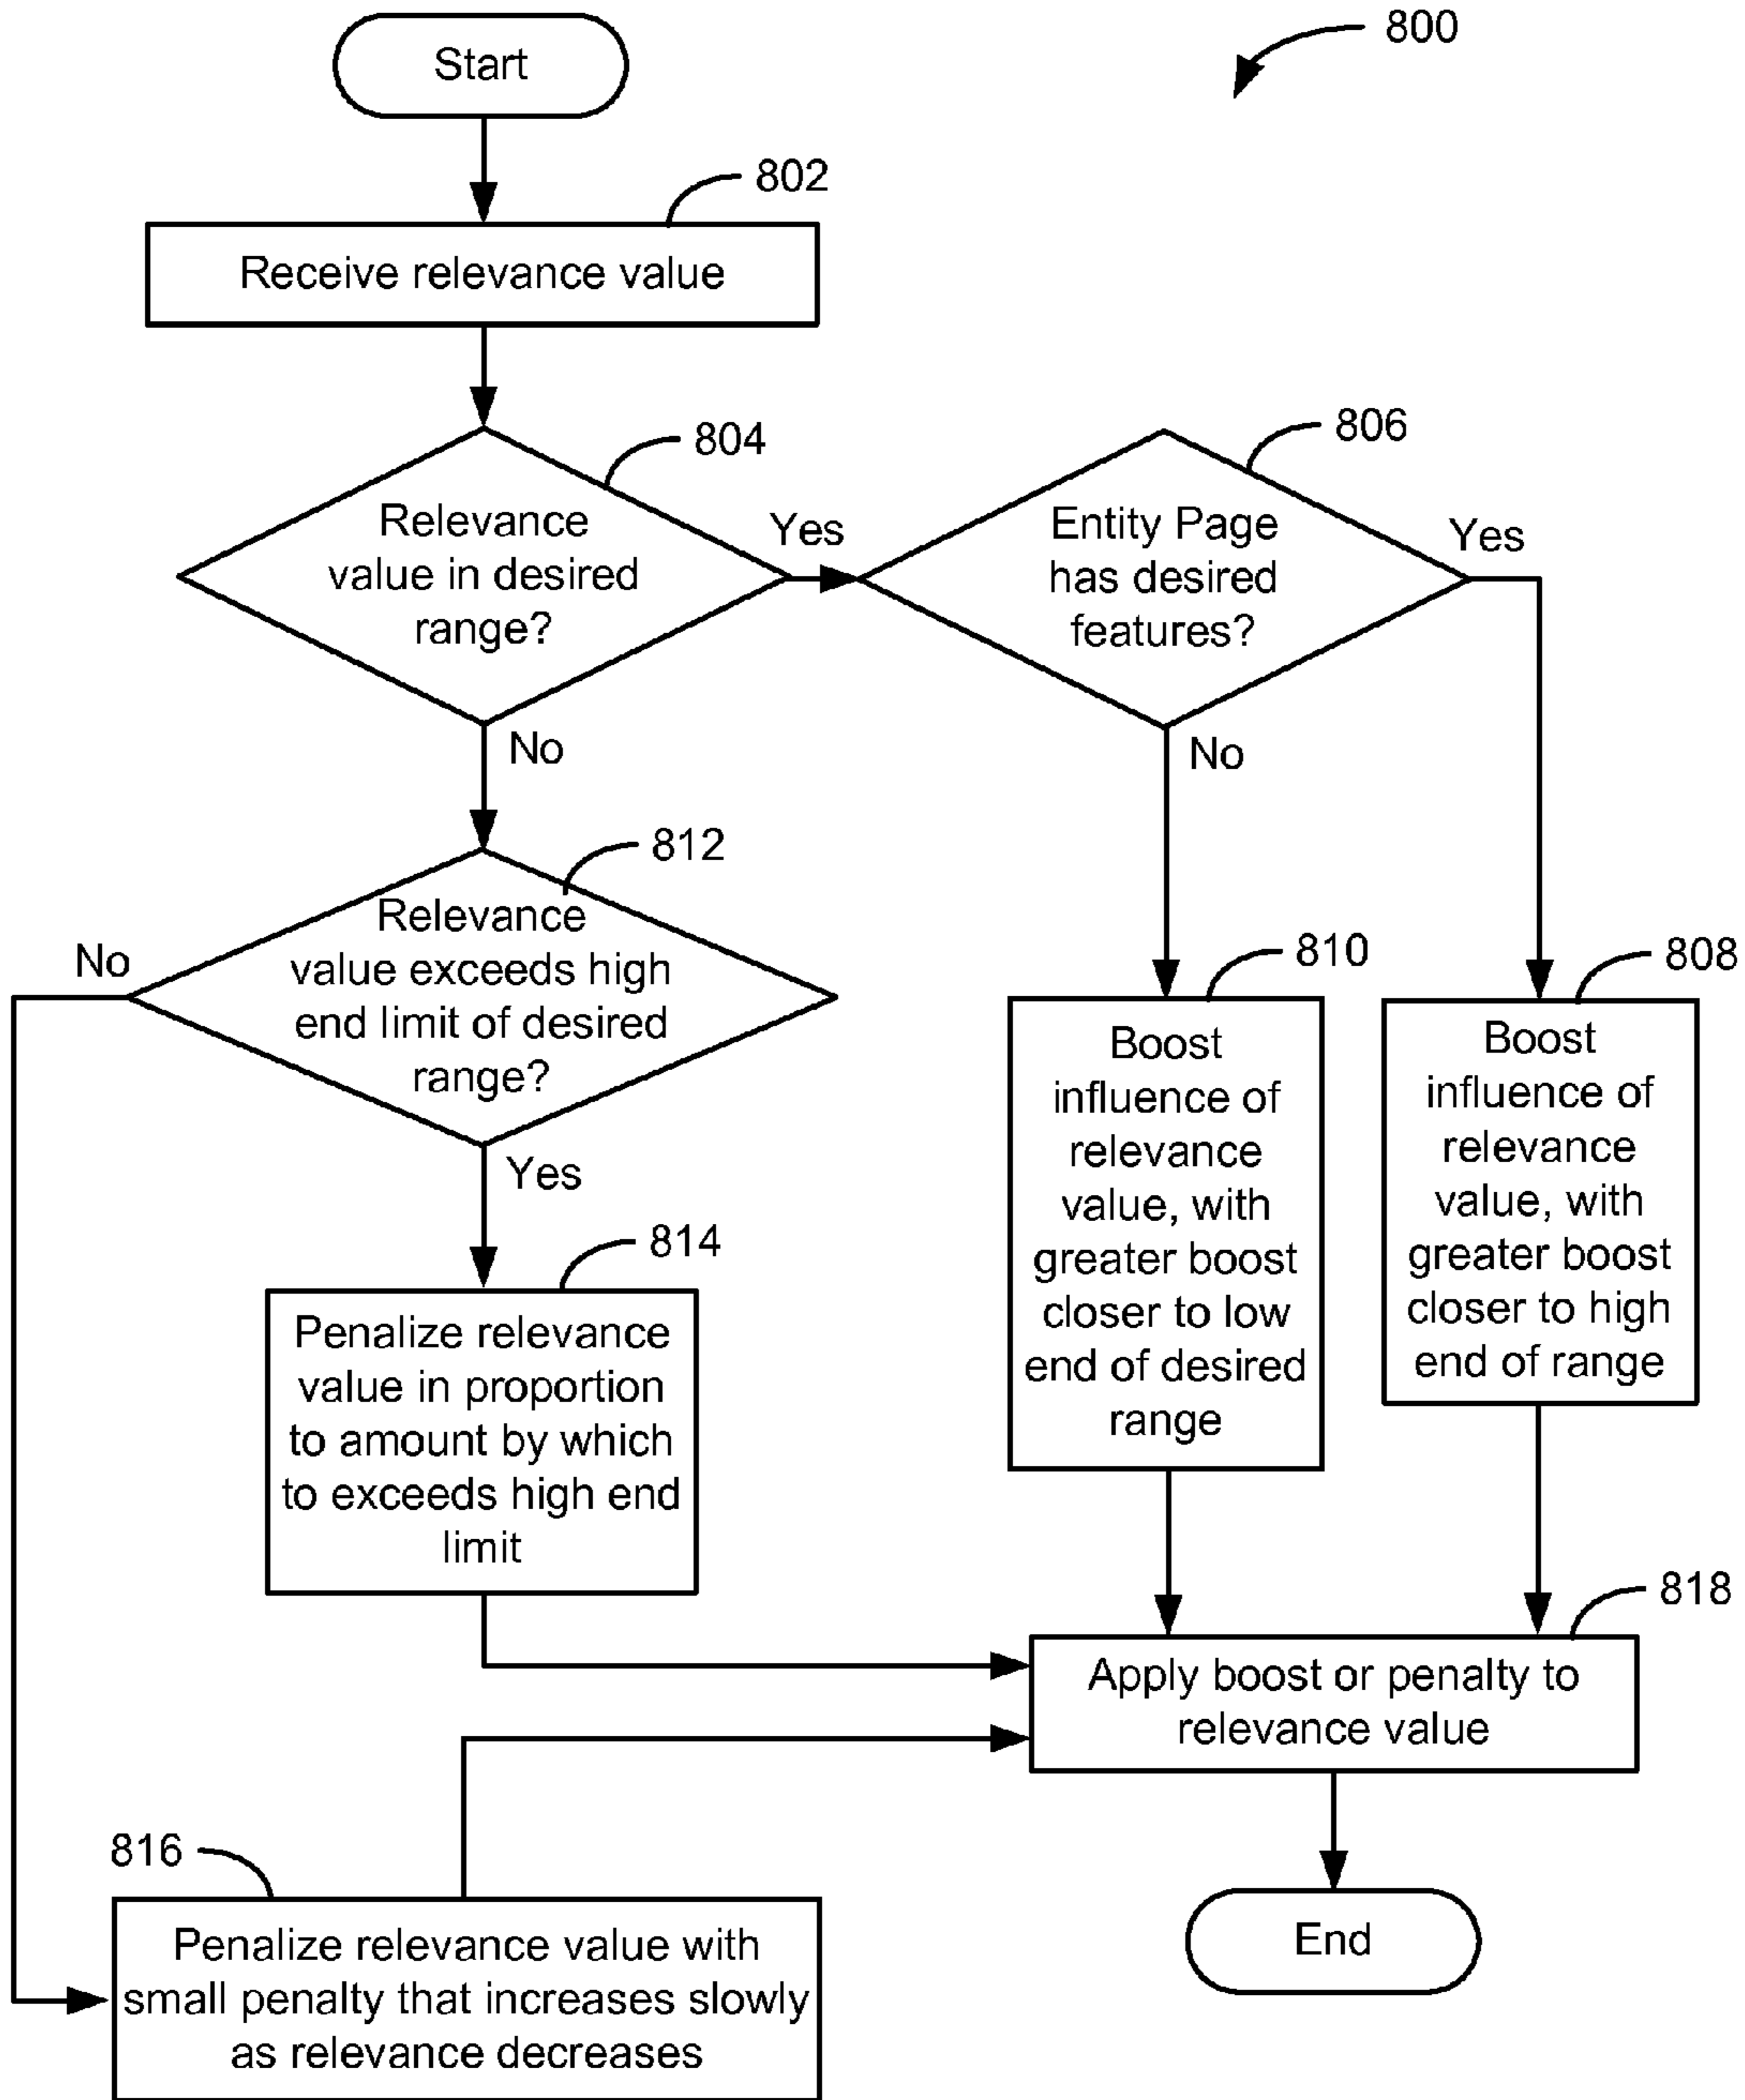 800
Start
802
Receive relevance value
804
Relevance
value in desired
range?
Yes
No
806
Entity Page
has desired
features?
Yes
No
812
Relevance
value exceeds high
end limit of desired
range?
No
Yes
810
Boost
influence of
relevance
value, with
greater boost
closer to low
end of desired
range
808
Boost
influence of
relevance
value, with
greater boost
closer to high
end of range
814
Penalize relevance
value in proportion
to amount by which
to exceeds high end
limit
818
Apply boost or penalty to
relevance value
816
Penalize relevance value with
small penalty that increases slowly
as relevance decreases
End